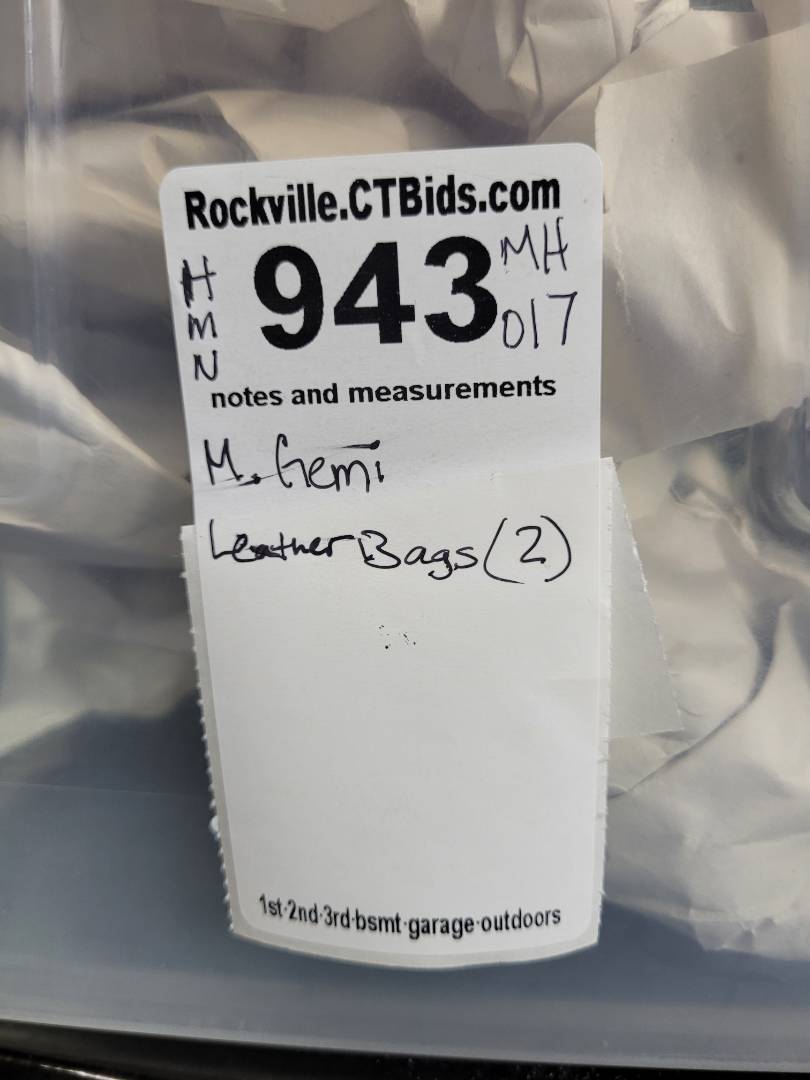 Rockville.CTBids.com
HMN 943 MH 017
notes and measurements
M. Gemi
Leather Bags (2)
1st·2nd·3rd·bsmt·garage·outdoors